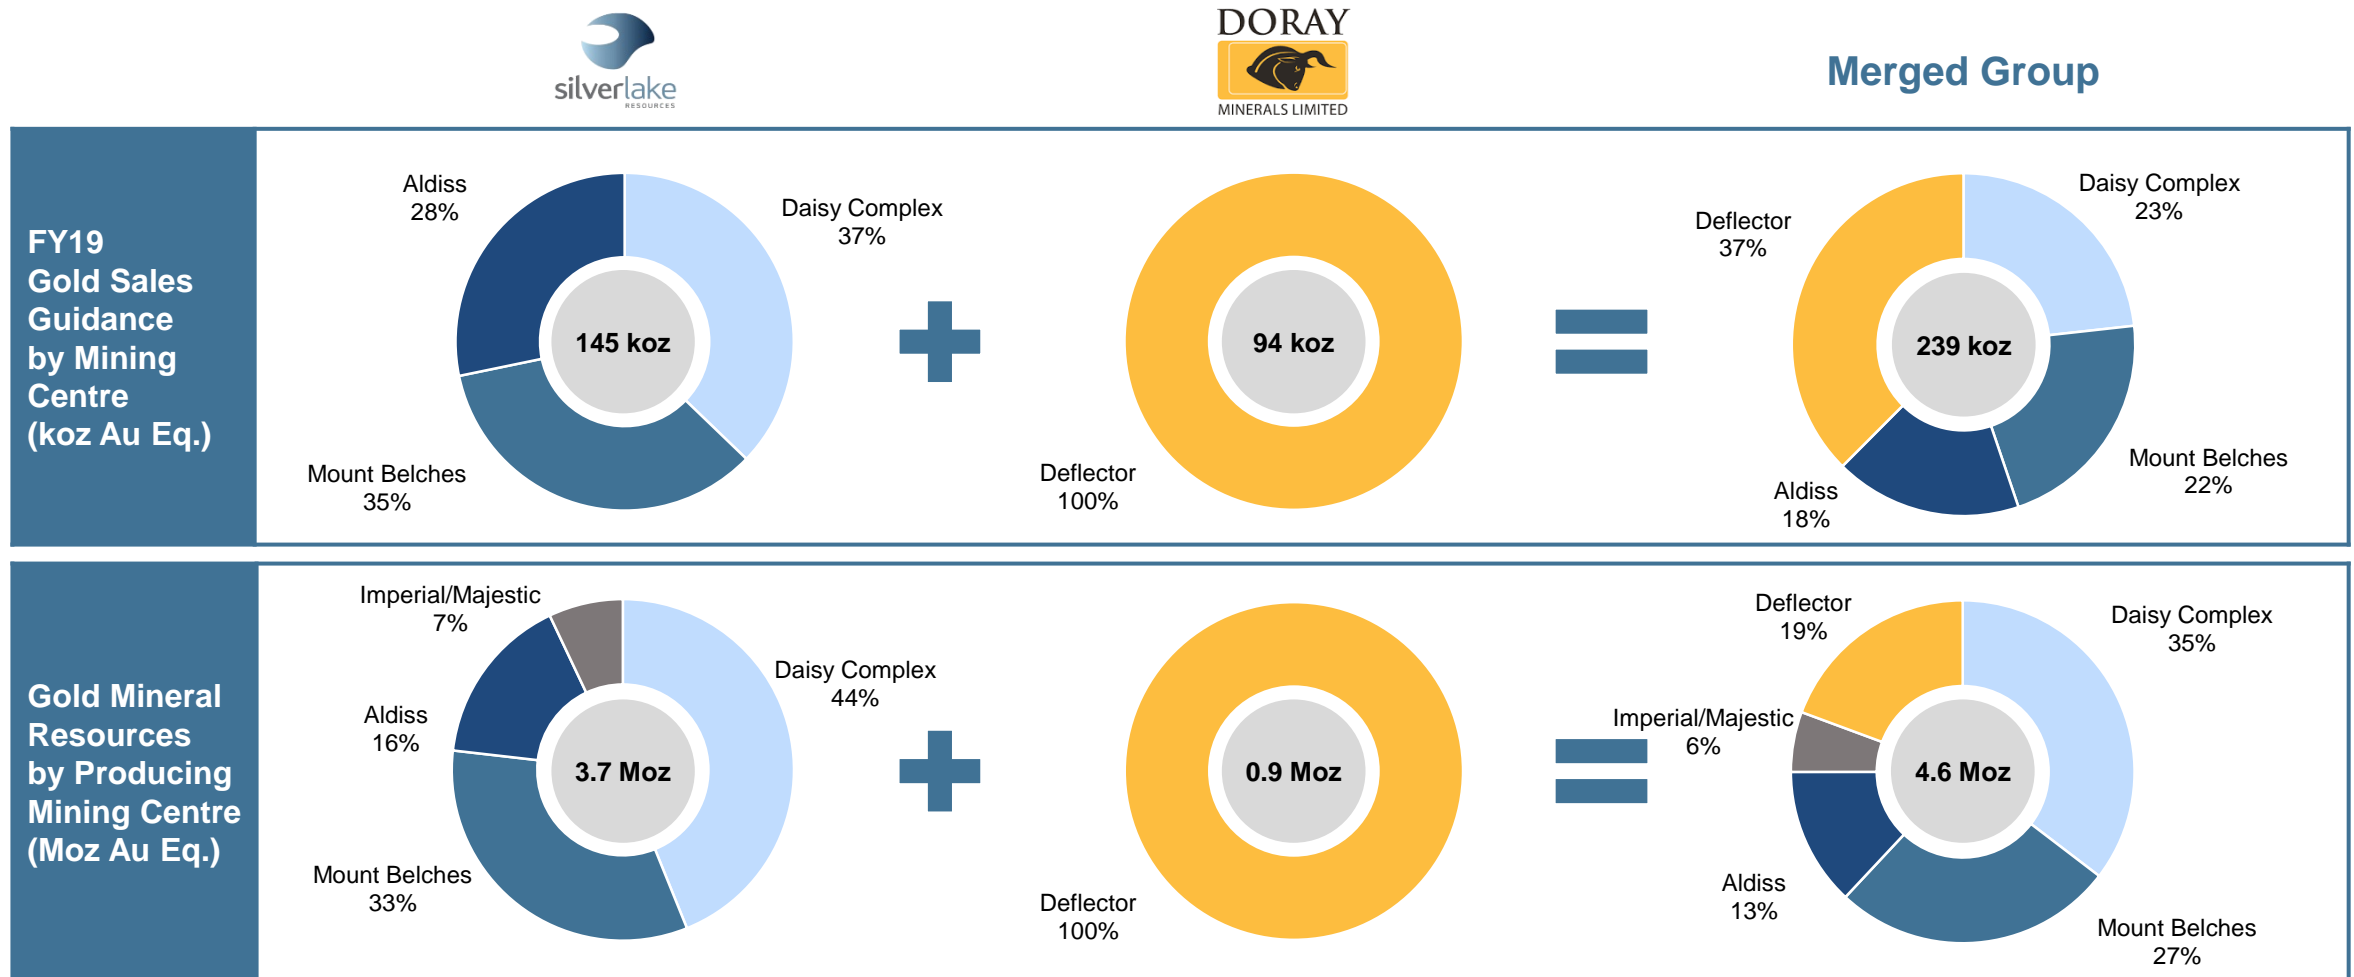 silverlake
RESOURCES
DORAY
MINERALS LIMITED
Merged Group
FY19
Gold Sales
Guidance
by Mining
Centre
(koz Au Eq.)
Aldiss
28%
Daisy Complex
37%
145 koz
Mount Belches
35%
94 koz
Deflector
100%
Daisy Complex
23%
Deflector
37%
239 koz
Mount Belches
22%
Aldiss
18%
Gold Mineral
Resources
by Producing
Mining Centre
(Moz Au Eq.)
Imperial/Majestic
7%
Daisy Complex
44%
Aldiss
16%
3.7 Moz
Mount Belches
33%
0.9 Moz
Deflector
100%
Deflector
19%
Daisy Complex
35%
Imperial/Majestic
6%
4.6 Moz
Aldiss
13%
Mount Belches
27%